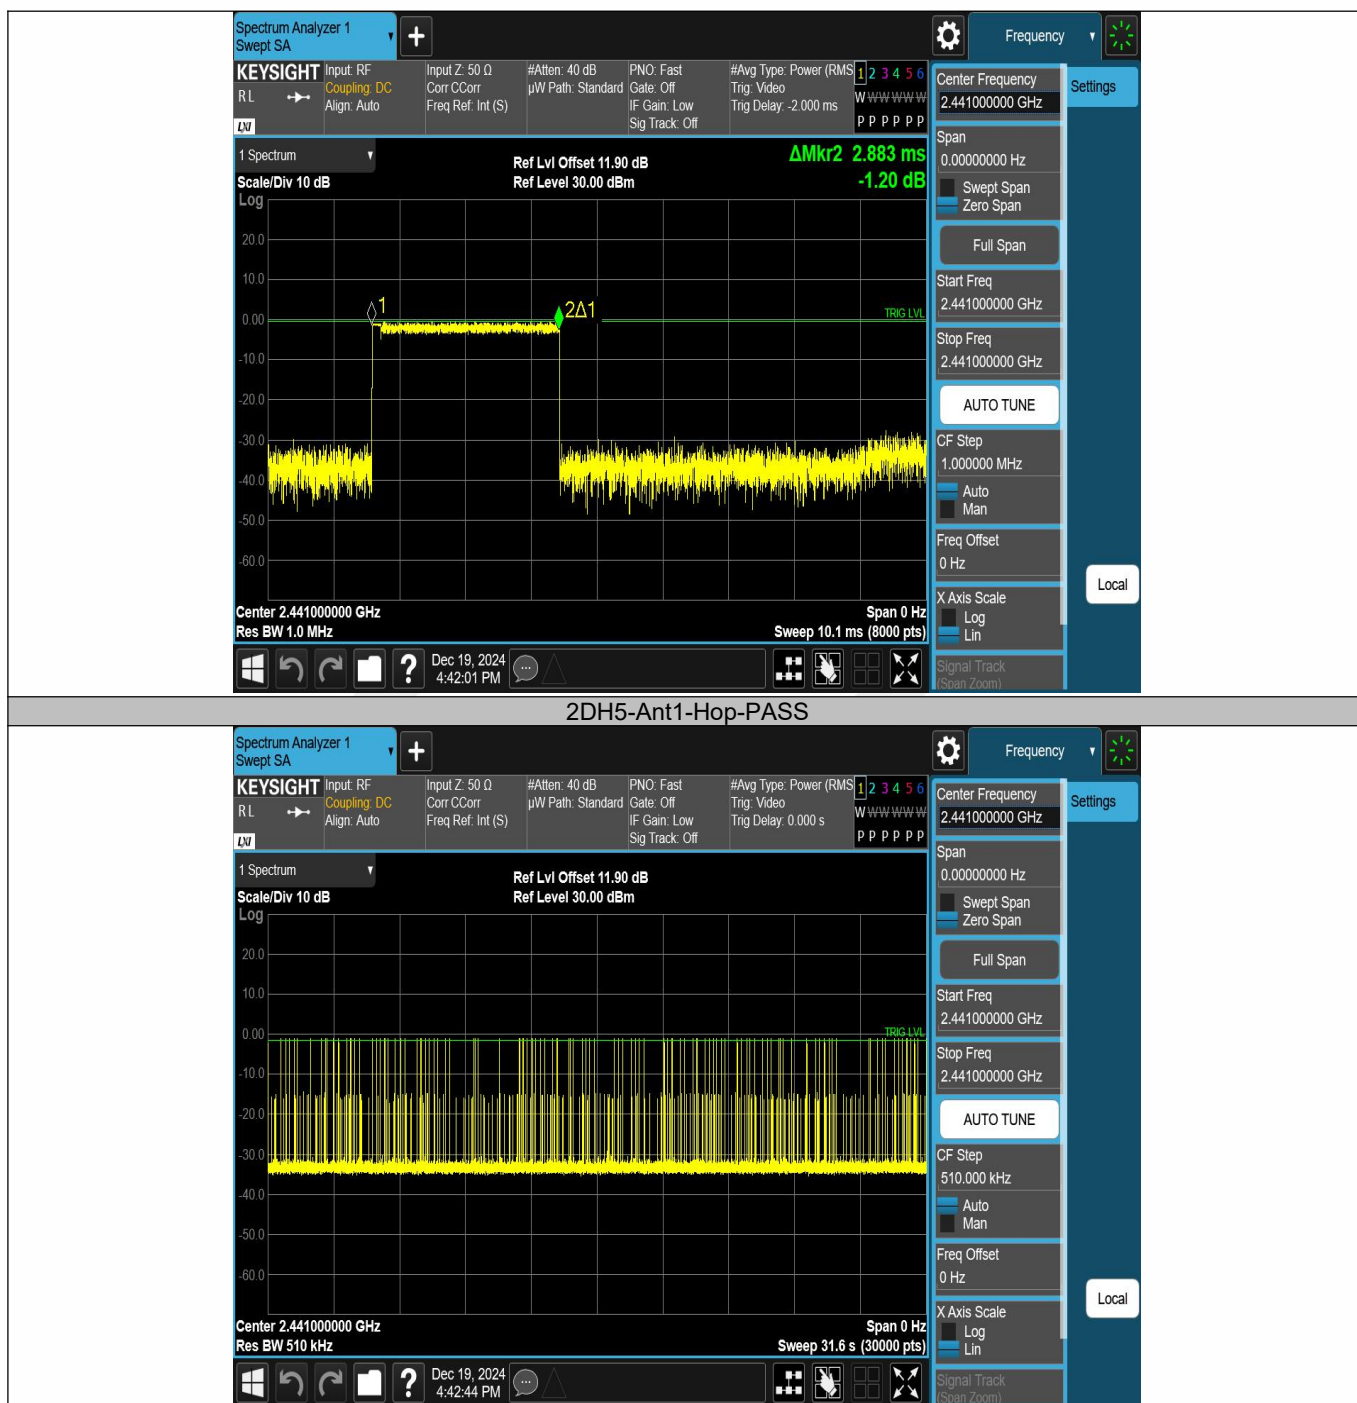 Spectrum Analyzer 1
Swept SA
+
Frequency
KEYSIGHT
RL
LXI
Input: RF
Coupling: DC
Align: Auto
Input Z: 50 Ω
Corr CCorr
Freq Ref: Int (S)
#Atten: 40 dB
µW Path: Standard
PNO: Fast
Gate: Off
IF Gain: Low
Sig Track: Off
#Avg Type: Power (RMS
Trig: Video
Trig Delay: -2.000 ms
1 2 3 4 5 6
W W W W W W
P P P P P P
1 Spectrum
Scale/Div 10 dB
Log
Ref Lvl Offset 11.90 dB
Ref Level 30.00 dBm
ΔMkr2 2.883 ms
-1.20 dB
20.0
10.0
0.00
-10.0
-20.0
-30.0
-40.0
-50.0
-60.0
1
2Δ1
TRIG LVL
Center 2.441000000 GHz
Res BW 1.0 MHz
Span 0 Hz
Sweep 10.1 ms (8000 pts)
?
Dec 19, 2024
4:42:01 PM
Center Frequency
2.441000000 GHz
Settings
Span
0.00000000 Hz
Swept Span
Zero Span
Full Span
Start Freq
2.441000000 GHz
Stop Freq
2.441000000 GHz
AUTO TUNE
CF Step
1.000000 MHz
Auto
Man
Freq Offset
0 Hz
X Axis Scale
Log
Lin
Signal Track
(Span Zoom)
Local
2DH5-Ant1-Hop-PASS
Spectrum Analyzer 1
Swept SA
+
Frequency
KEYSIGHT
RL
LXI
Input: RF
Coupling: DC
Align: Auto
Input Z: 50 Ω
Corr CCorr
Freq Ref: Int (S)
#Atten: 40 dB
µW Path: Standard
PNO: Fast
Gate: Off
IF Gain: Low
Sig Track: Off
#Avg Type: Power (RMS
Trig: Video
Trig Delay: 0.000 s
1 2 3 4 5 6
W W W W W W
P P P P P P
1 Spectrum
Scale/Div 10 dB
Log
Ref Lvl Offset 11.90 dB
Ref Level 30.00 dBm
20.0
10.0
0.00
-10.0
-20.0
-30.0
-40.0
-50.0
-60.0
TRIG LVL
Center 2.441000000 GHz
Res BW 510 kHz
Span 0 Hz
Sweep 31.6 s (30000 pts)
?
Dec 19, 2024
4:42:44 PM
Center Frequency
2.441000000 GHz
Settings
Span
0.00000000 Hz
Swept Span
Zero Span
Full Span
Start Freq
2.441000000 GHz
Stop Freq
2.441000000 GHz
AUTO TUNE
CF Step
510.000 kHz
Auto
Man
Freq Offset
0 Hz
X Axis Scale
Log
Lin
Signal Track
(Span Zoom)
Local